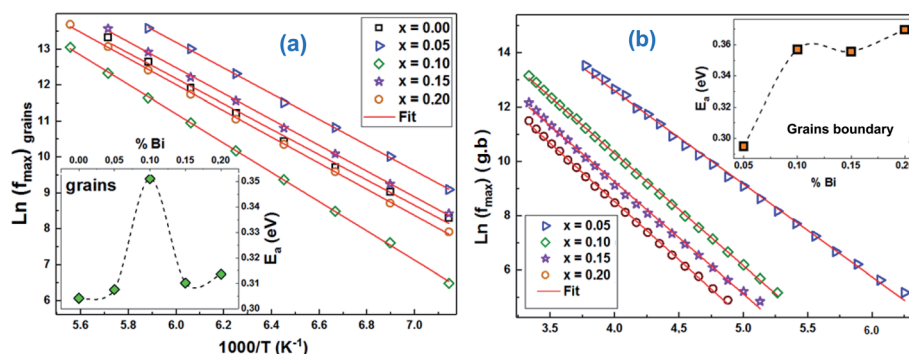 (a)
x = 0.00
x = 0.05
x = 0.10
x = 0.15
x = 0.20
Fit
Ln (fmax) grains
13
12
11
10
9
8
7
6
% Bi
0.00 0.05 0.10 0.15 0.20
grains
0.35
0.34
0.33
0.32
0.31
0.30
Ea (eV)
5.6 5.8 6.0 6.2 6.4 6.6 6.8 7.0
1000/T (K-1)
(b)
Ln (fmax) (g.b)
14
12
10
8
6
0.36
0.34
0.32
0.30
Ea (eV)
Grains boundary
0.05 0.10 0.15 0.2
% Bi
x = 0.05
x = 0.10
x = 0.15
x = 0.20
Fit
3.5 4.0 4.5 5.0 5.5 6.0